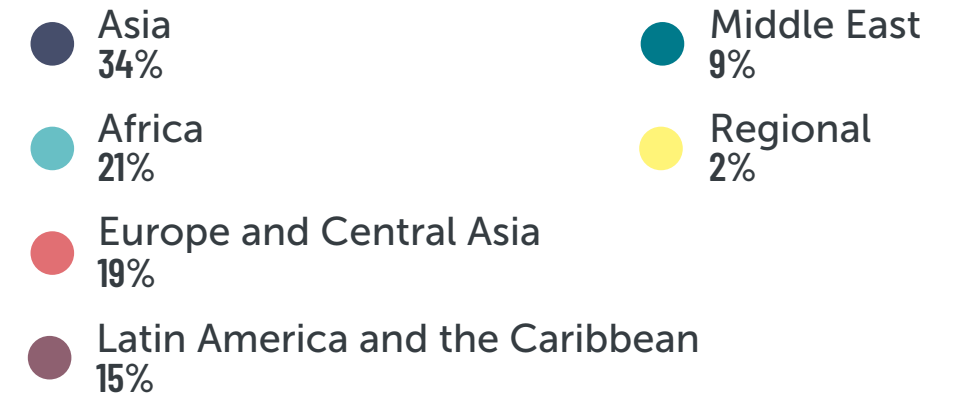 Asia
34%
Africa
21%
Europe and Central Asia
19%
Latin America and the Caribbean
15%
Middle East
9%
Regional
2%